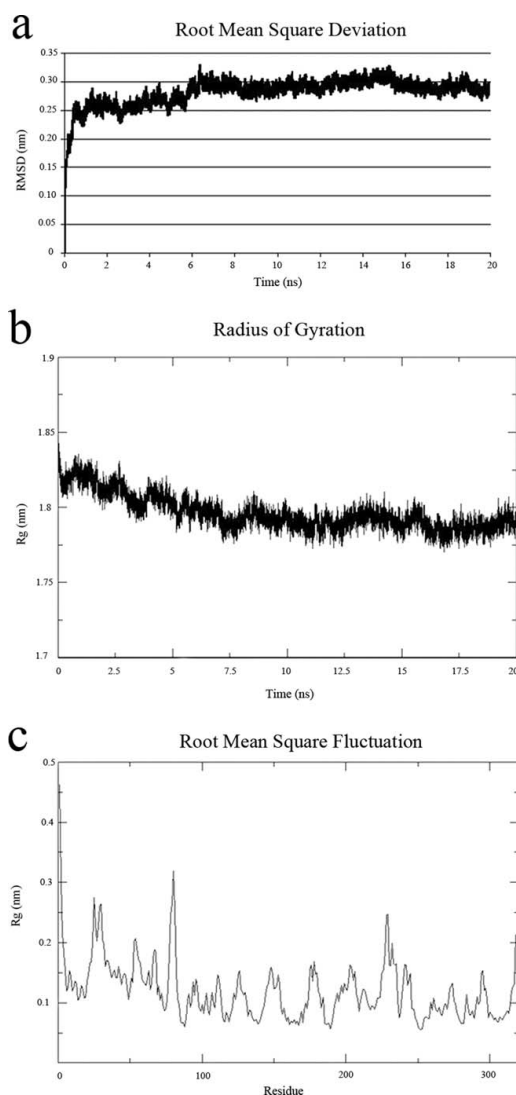 a
Root Mean Square Deviation
0.35
0.30
0.25
0.20
0.15
0.10
0.05
0
RMSD (nm)
0 2 4 6 8 10 12 14 16 18 20
Time (ns)
b
Radius of Gyration
1.9
1.85
1.8
1.75
1.7
Rg (nm)
0 2.5 5 7.5 10 12.5 15 17.5 20
Time (ns)
c
Root Mean Square Fluctuation
0.5
0.4
0.3
0.2
0.1
Rg (nm)
0 100 200 300
Residue